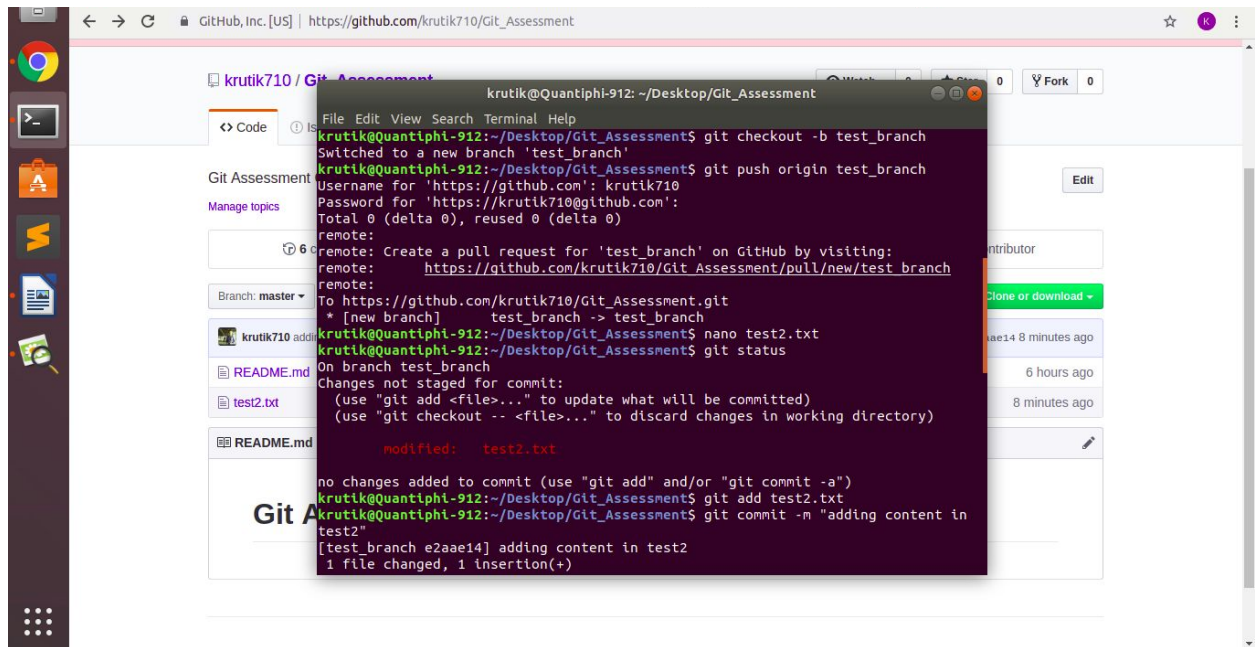 GitHub, Inc. [US] | https://github.com/krutik710/Git_Assessment
K
krutik710 / Git_Assessment
0
Fork 0
Code
Git Assessment
Edit
Manage topics
6
Branch: master
Clone or download
krutik710
8 minutes ago
README.md
6 hours ago
test2.txt
8 minutes ago
README.md
Git A
krutik@Quantiphi-912: ~/Desktop/Git_Assessment
File Edit View Search Terminal Help
krutik@Quantiphi-912:~/Desktop/Git_Assessment$ git checkout -b test_branch
Switched to a new branch 'test_branch'
krutik@Quantiphi-912:~/Desktop/Git_Assessment$ git push origin test_branch
Username for 'https://github.com': krutik710
Password for 'https://krutik710@github.com':
Total 0 (delta 0), reused 0 (delta 0)
remote:
remote: Create a pull request for 'test_branch' on GitHub by visiting:
remote:      https://github.com/krutik710/Git_Assessment/pull/new/test_branch
remote:
To https://github.com/krutik710/Git_Assessment.git
 * [new branch]      test_branch -> test_branch
krutik@Quantiphi-912:~/Desktop/Git_Assessment$ nano test2.txt
krutik@Quantiphi-912:~/Desktop/Git_Assessment$ git status
On branch test_branch
Changes not staged for commit:
  (use "git add <file>..." to update what will be committed)
  (use "git checkout -- <file>..." to discard changes in working directory)
modified:   test2.txt
no changes added to commit (use "git add" and/or "git commit -a")
krutik@Quantiphi-912:~/Desktop/Git_Assessment$ git add test2.txt
krutik@Quantiphi-912:~/Desktop/Git_Assessment$ git commit -m "adding content in
test2"
[test_branch e2aae14] adding content in test2
 1 file changed, 1 insertion(+)